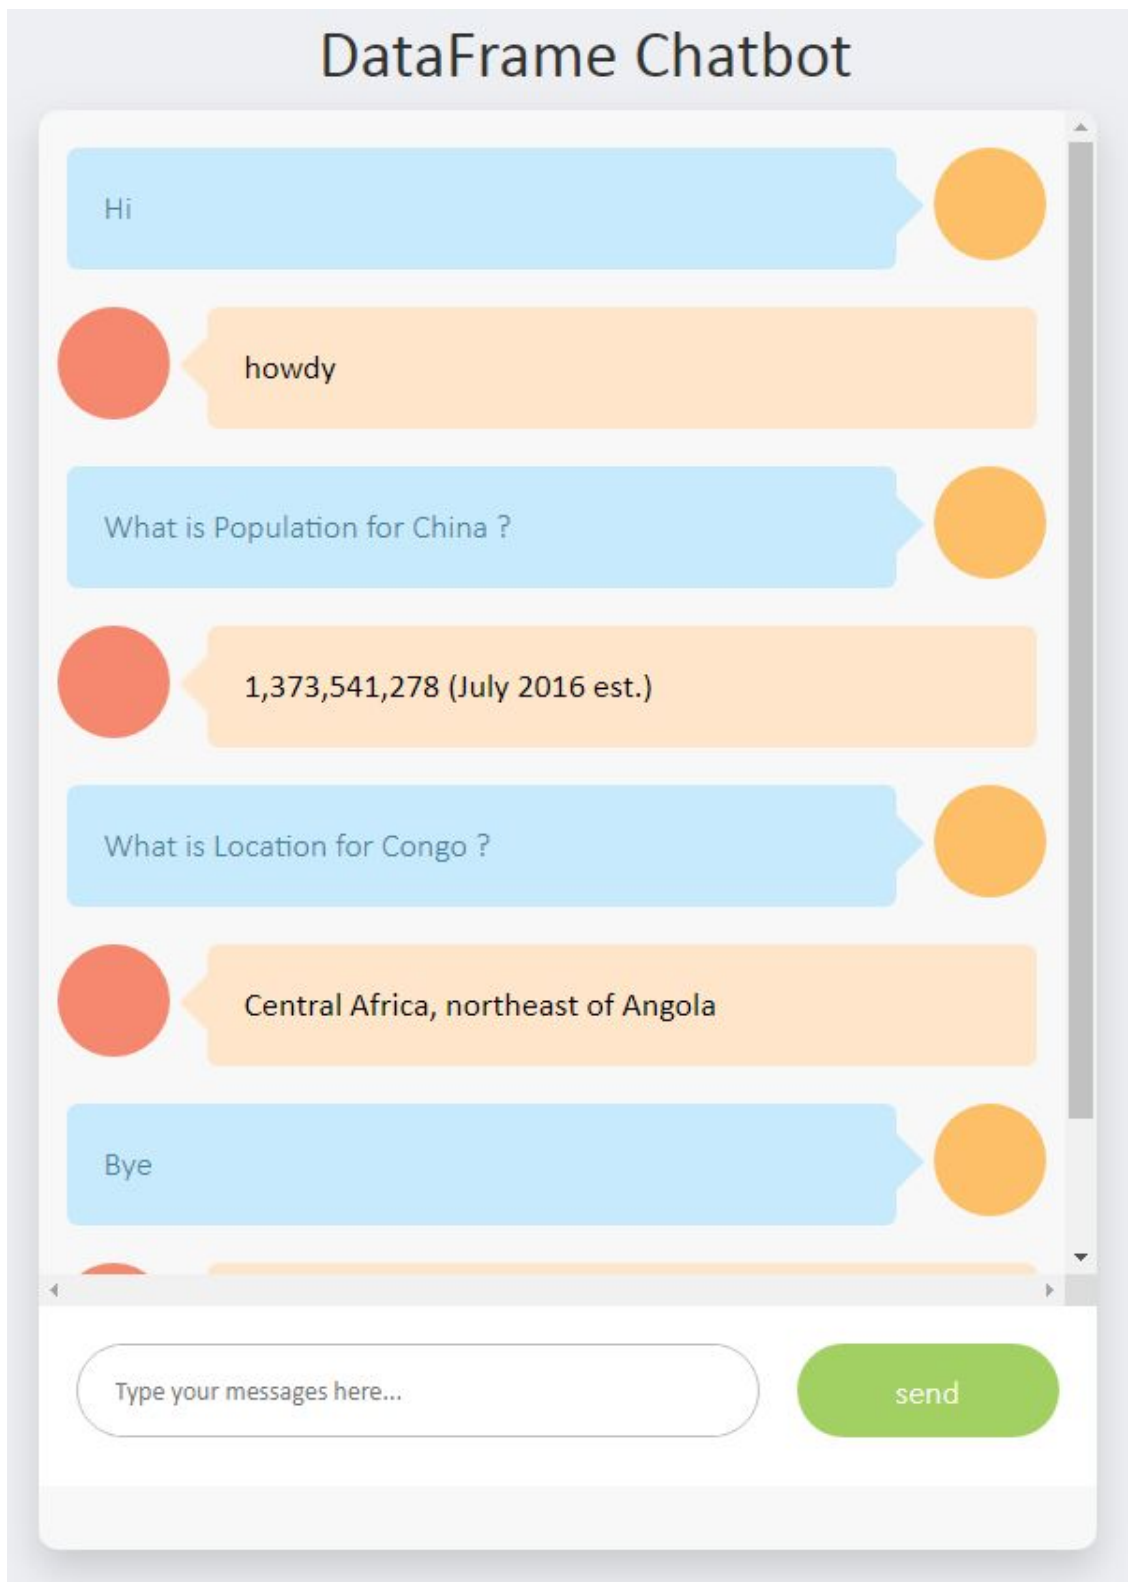 DataFrame Chatbot
Hi
howdy
What is Population for China ?
1,373,541,278 (July 2016 est.)
What is Location for Congo ?
Central Africa, northeast of Angola
Bye
Type your messages here...
send